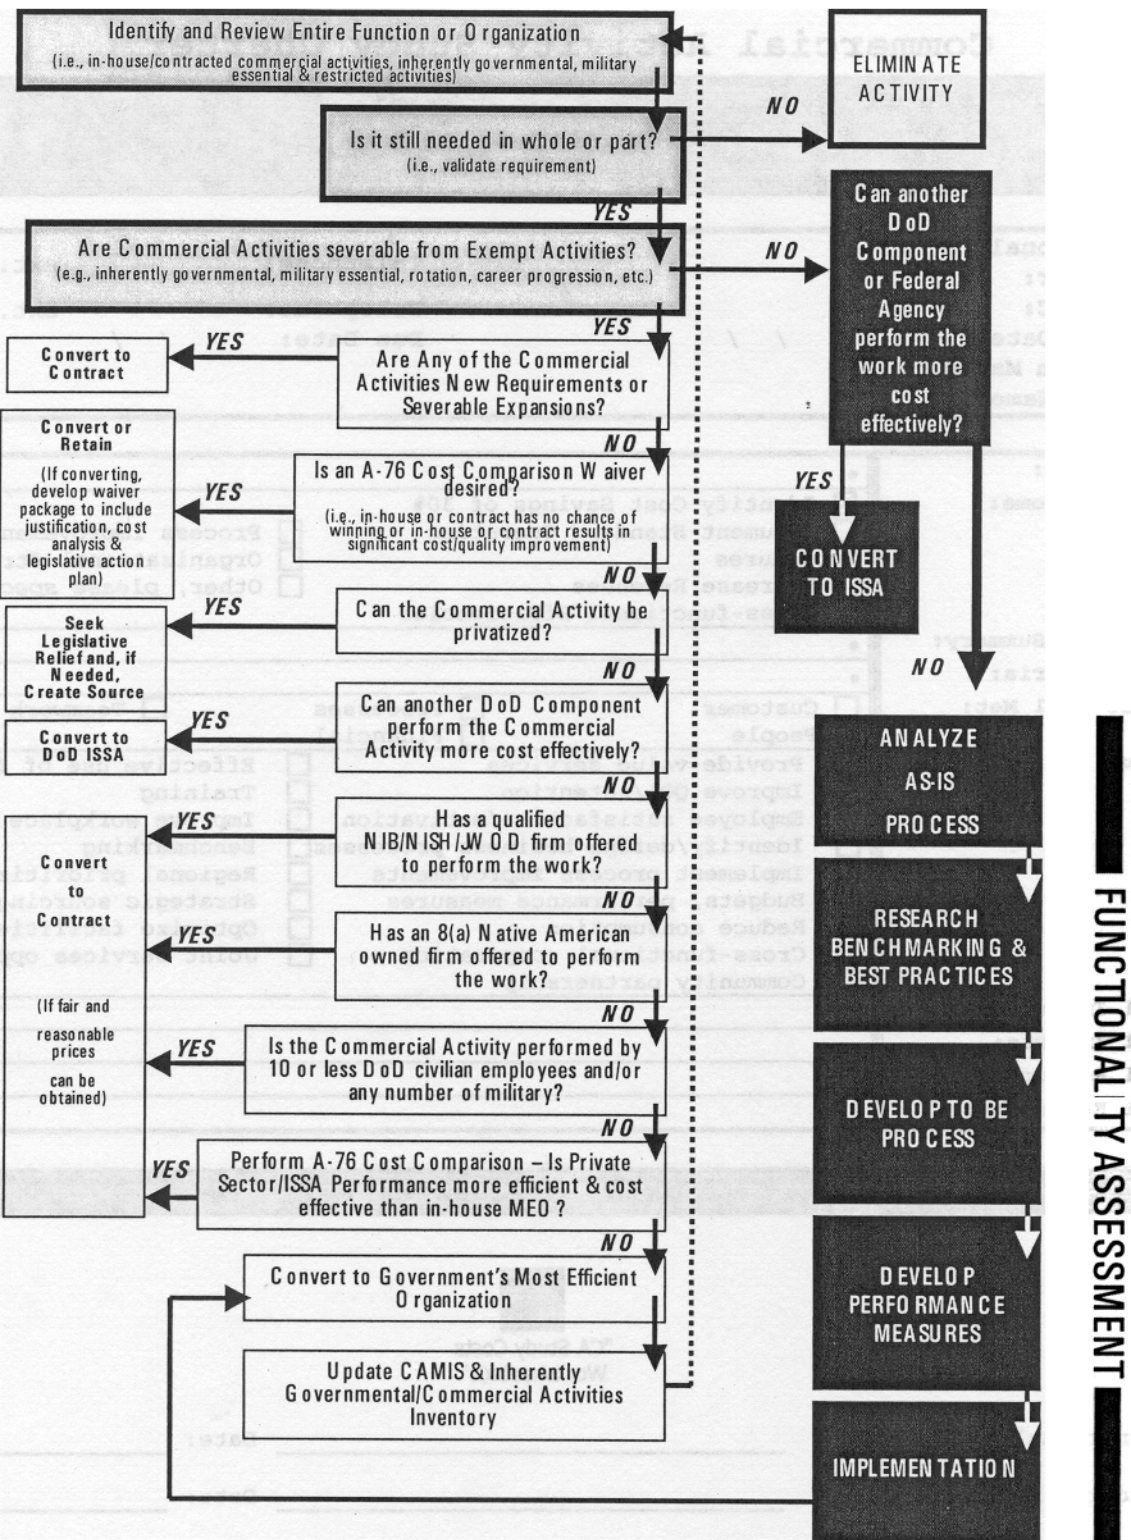 Identify and Review Entire Function or Organization
(i.e., in-house/contracted commercial activities, inherently governmental, military
essential & restricted activities)
NO
ELIMINATE
ACTIVITY
Is it still needed in whole or part?
(i.e., validate requirement)
YES
Are Commercial Activities severable from Exempt Activities?
(e.g., inherently governmental, military essential, rotation, career progression, etc.)
NO
Can another
DoD
Component
or Federal
Agency
perform the
work more
cost
effectively?
YES
CONVERT
TO ISSA
NO
YES
Are Any of the Commercial
Activities New Requirements or
Severable Expansions?
YES
Convert to
Contract
NO
Is an A-76 Cost Comparison Waiver
desired?
(i.e., in-house or contract has no chance of
winning or in-house or contract results in
significant cost/quality improvement)
YES
Convert or
Retain
(If converting,
develop waiver
package to include
justification, cost
analysis &
legislative action
plan)
NO
Can the Commercial Activity be
privatized?
YES
Seek
Legislative
Relief and, if
Needed,
Create Source
NO
Can another DoD Component
perform the Commercial
Activity more cost effectively?
YES
Convert to
DoD ISSA
NO
Has a qualified
NIB/NISH/JWOD firm offered
to perform the work?
YES
NO
Has an 8(a) Native American
owned firm offered to perform
the work?
YES
NO
Is the Commercial Activity performed by
10 or less DoD civilian employees and/or
any number of military?
YES
NO
Perform A-76 Cost Comparison – Is Private
Sector/ISSA Performance more efficient & cost
effective than in-house MEO?
YES
Convert
to
Contract
(If fair and
reasonable
prices
can be
obtained)
NO
Convert to Government's Most Efficient
Organization
Update CAMIS & Inherently
Governmental/Commercial Activities
Inventory
ANALYZE
AS-IS
PROCESS
RESEARCH
BENCHMARKING &
BEST PRACTICES
DEVELOP TO BE
PROCESS
DEVELOP
PERFORMANCE
MEASURES
IMPLEMENTATION
FUNCTIONALITY ASSESSMENT